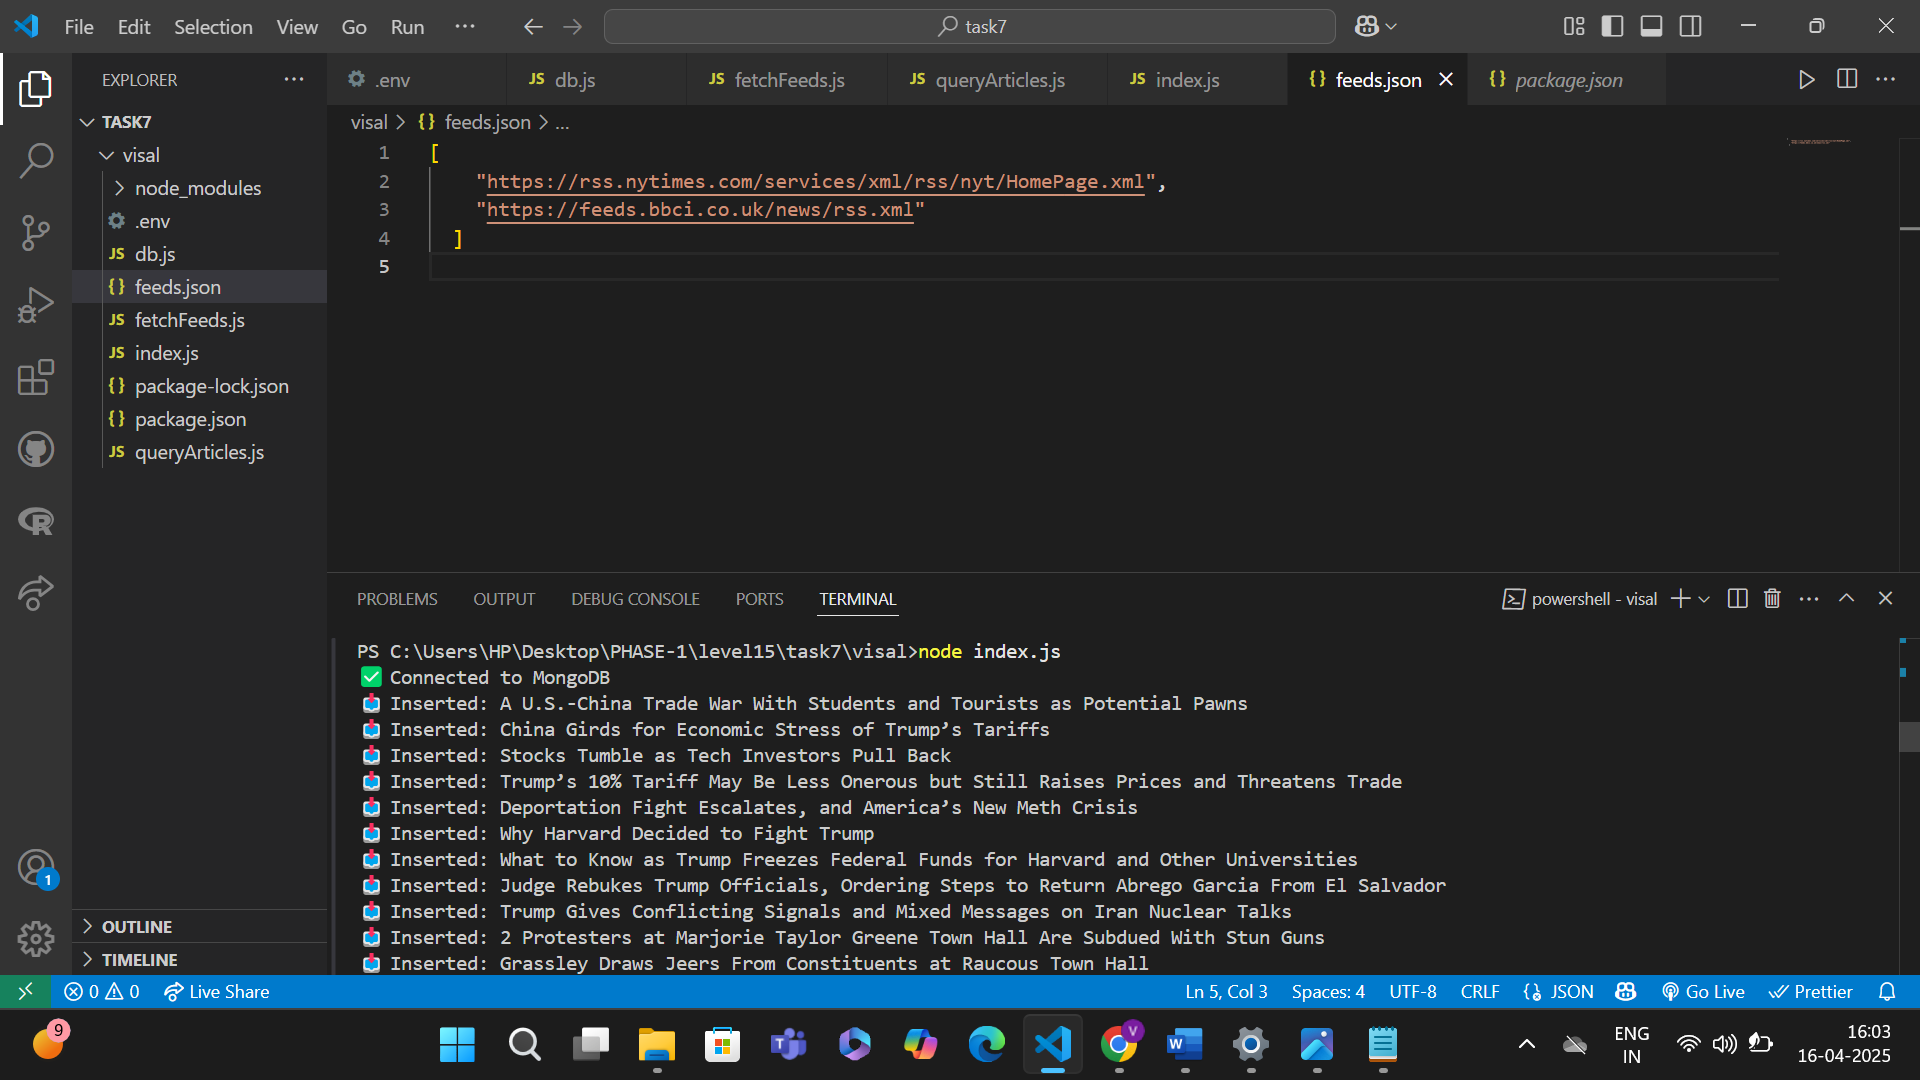 File Edit Selection View Go Run ···
task7
EXPLORER ···
TASK7
visal
node_modules
.env
JS db.js
{} feeds.json
JS fetchFeeds.js
JS index.js
{} package-lock.json
{} package.json
JS queryArticles.js
OUTLINE
TIMELINE
.env
JS db.js
JS fetchFeeds.js
JS queryArticles.js
JS index.js
{} feeds.json
{} package.json
visal > {} feeds.json > ...
1 [
2 "https://rss.nytimes.com/services/xml/rss/nyt/HomePage.xml",
3 "https://feeds.bbci.co.uk/news/rss.xml"
4 ]
5
PROBLEMS OUTPUT DEBUG CONSOLE PORTS TERMINAL
powershell - visal
PS C:\Users\HP\Desktop\PHASE-1\level15\task7\visal>node index.js
✅ Connected to MongoDB
📥 Inserted: A U.S.-China Trade War With Students and Tourists as Potential Pawns
📥 Inserted: China Girds for Economic Stress of Trump’s Tariffs
📥 Inserted: Stocks Tumble as Tech Investors Pull Back
📥 Inserted: Trump’s 10% Tariff May Be Less Onerous but Still Raises Prices and Threatens Trade
📥 Inserted: Deportation Fight Escalates, and America’s New Meth Crisis
📥 Inserted: Why Harvard Decided to Fight Trump
📥 Inserted: What to Know as Trump Freezes Federal Funds for Harvard and Other Universities
📥 Inserted: Judge Rebukes Trump Officials, Ordering Steps to Return Abrego Garcia From El Salvador
📥 Inserted: Trump Gives Conflicting Signals and Mixed Messages on Iran Nuclear Talks
📥 Inserted: 2 Protesters at Marjorie Taylor Greene Town Hall Are Subdued With Stun Guns
📥 Inserted: Grassley Draws Jeers From Constituents at Raucous Town Hall
1
0 0 Live Share
Ln 5, Col 3 Spaces: 4 UTF-8 CRLF {} JSON Go Live Prettier
9
V
W
ENG
IN
16:03
16-04-2025